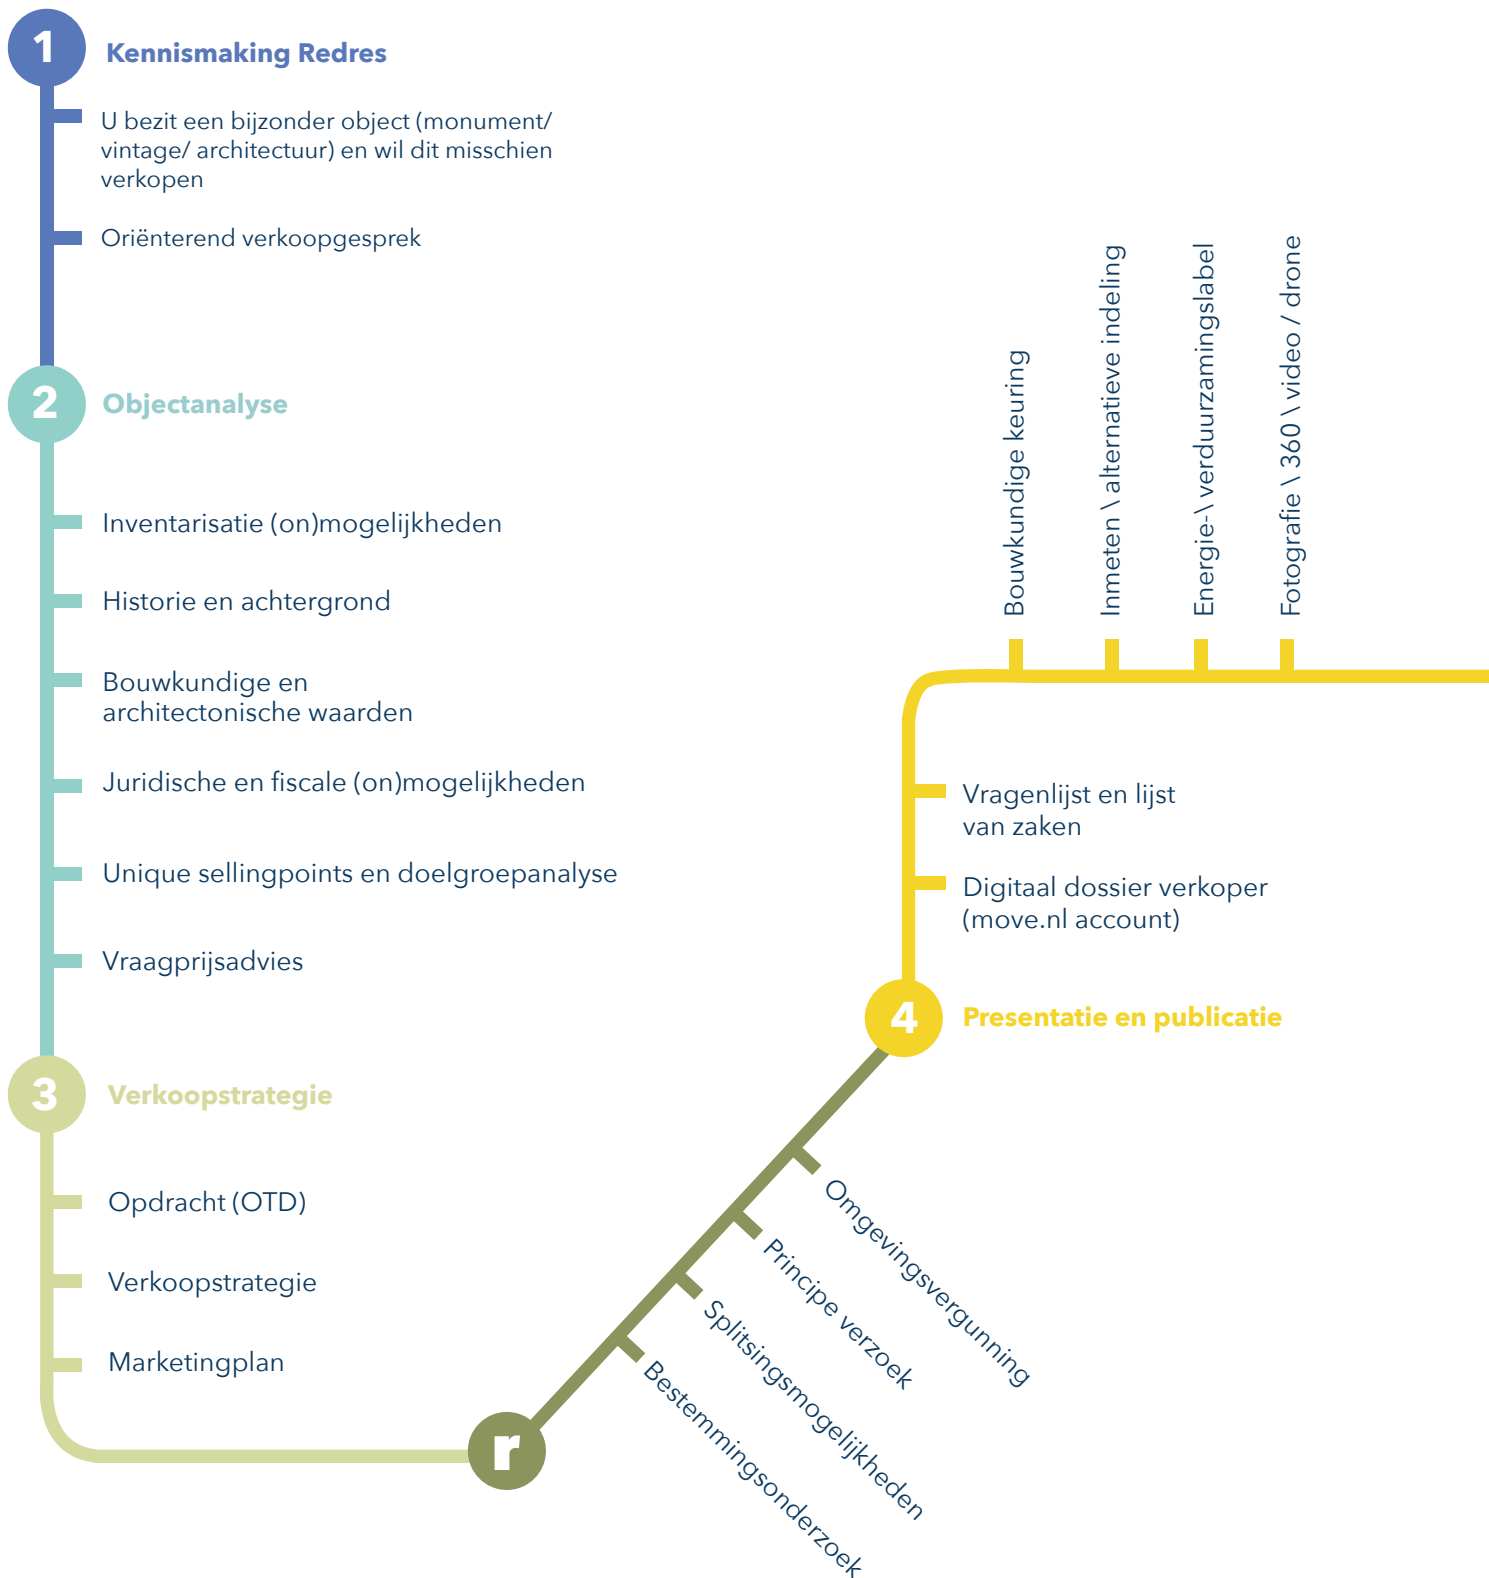 1
Kennismaking Redres
U bezit een bijzonder object (monument/
vintage/ architectuur) en wil dit misschien
verkopen
Oriënterend verkoopgesprek
2
Objectanalyse
Inventarisatie (on)mogelijkheden
Historie en achtergrond
Bouwkundige en
architectonische waarden
Juridische en fiscale (on)mogelijkheden
Unique sellingpoints en doelgroepanalyse
Vraagprijsadvies
3
Verkoopstrategie
Opdracht (OTD)
Verkoopstrategie
Marketingplan
r
Bestemmingsonderzoek
Splitsingsmogelijkheden
Principe verzoek
Omgevingsvergunning
4
Presentatie en publicatie
Digitaal dossier verkoper
(move.nl account)
Vragenlijst en lijst
van zaken
Bouwkundige keuring
Inmeten \ alternatieve indeling
Energie-\ verduurzamingslabel
Fotografie \ 360 \ video / drone